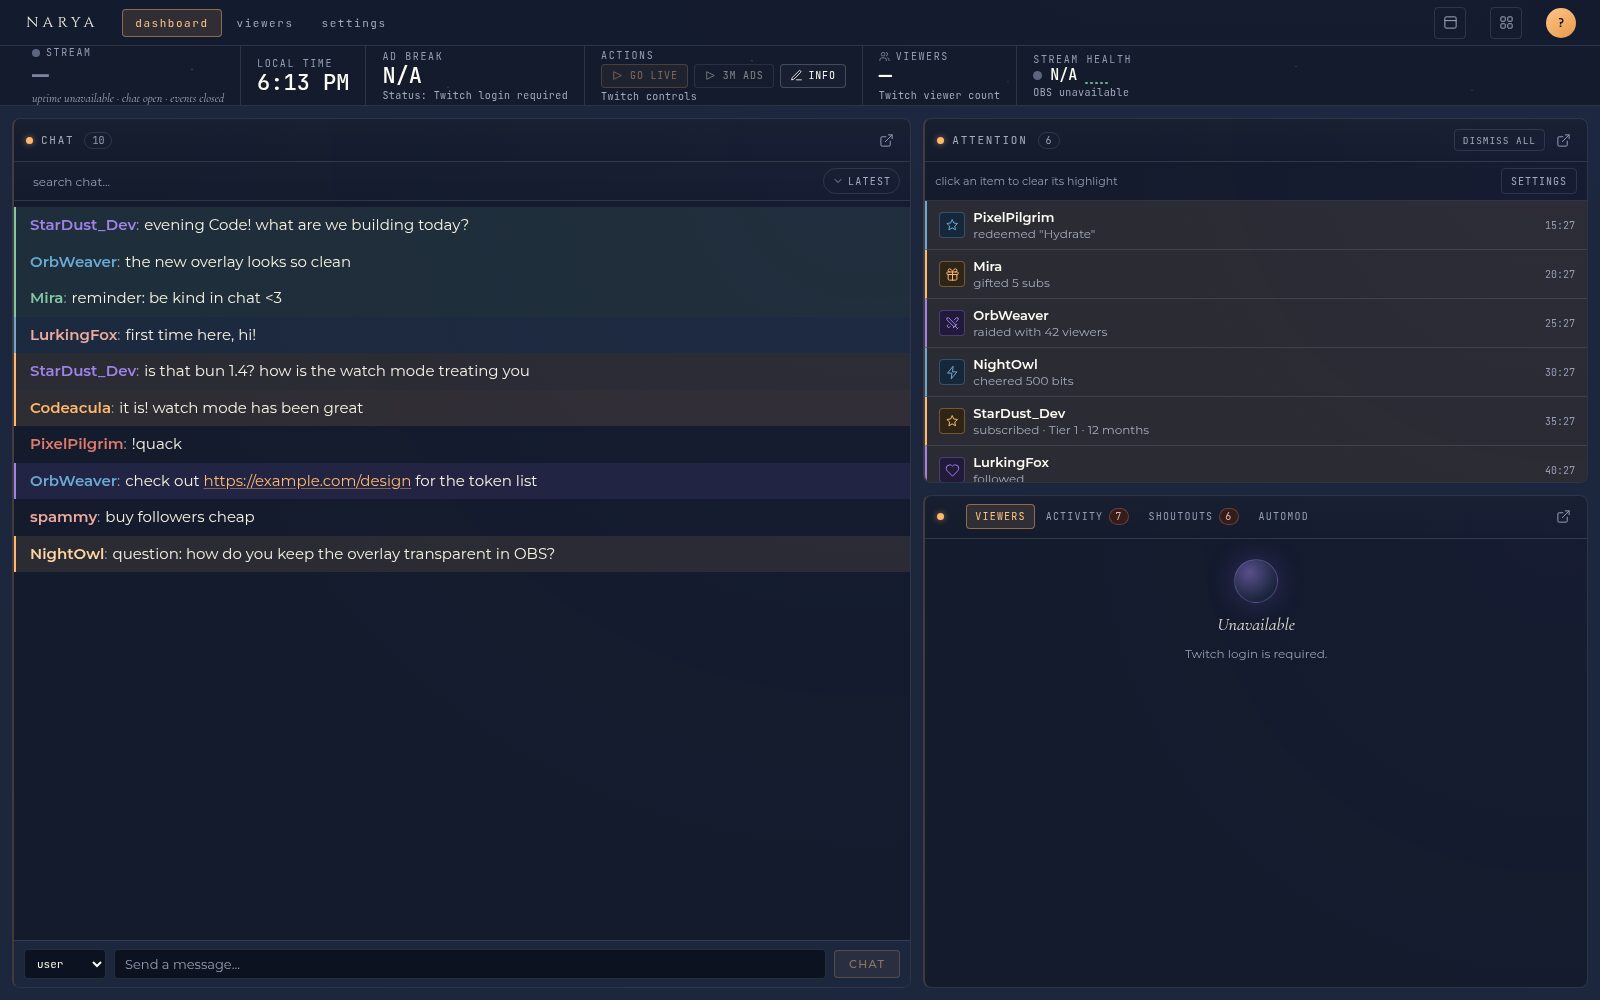 NARYA dashboard viewers settings ?
STREAM
—
uptime unavailable · chat open · events closed
LOCAL TIME
6:13 PM
AD BREAK
N/A
Status: Twitch login required
ACTIONS
GO LIVE 3M ADS INFO
Twitch controls
VIEWERS
—
Twitch viewer count
STREAM HEALTH
N/A
OBS unavailable
CHAT 10
search chat...
LATEST
StarDust_Dev: evening Code! what are we building today?
OrbWeaver: the new overlay looks so clean
Mira: reminder: be kind in chat <3
LurkingFox: first time here, hi!
StarDust_Dev: is that bun 1.4? how is the watch mode treating you
Codeacula: it is! watch mode has been great
PixelPilgrim: !quack
OrbWeaver: check out https://example.com/design for the token list
spammy: buy followers cheap
NightOwl: question: how do you keep the overlay transparent in OBS?
user
Send a message...
CHAT
ATTENTION 6
DISMISS ALL
click an item to clear its highlight
SETTINGS
PixelPilgrim
redeemed "Hydrate"
15:27
Mira
gifted 5 subs
20:27
OrbWeaver
raided with 42 viewers
25:27
NightOwl
cheered 500 bits
30:27
StarDust_Dev
subscribed · Tier 1 · 12 months
35:27
LurkingFox
followed
40:27
VIEWERS ACTIVITY 7 SHOUTOUTS 6 AUTOMOD
Unavailable
Twitch login is required.